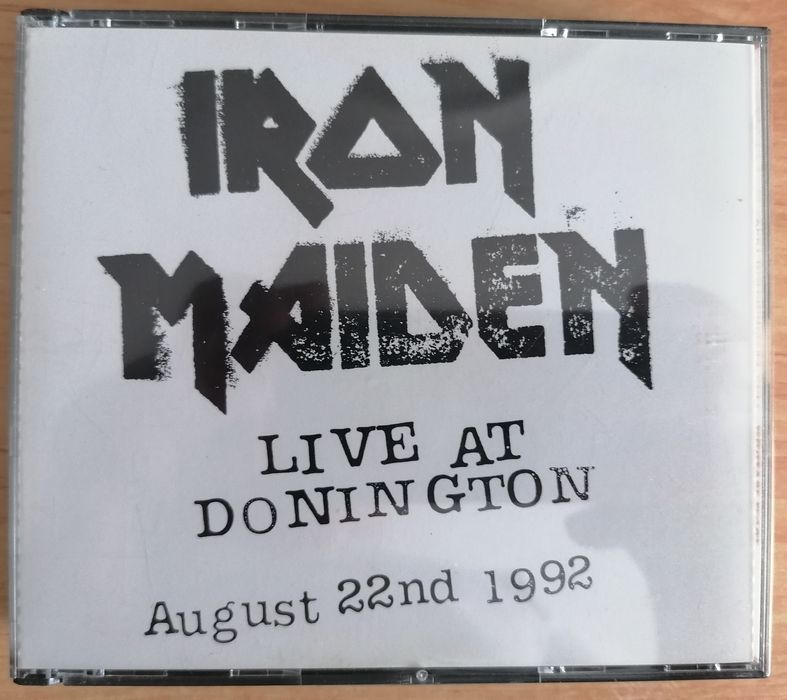 IRON
MAIDEN
LIVE AT
DONINGTON
August 22nd 1992